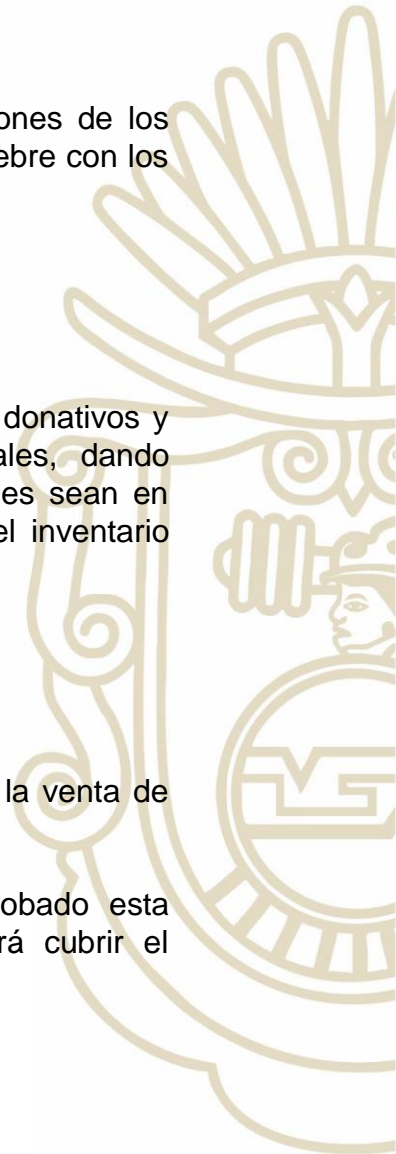 ones de los
ebre con los
donativos y
ales, dando
es sean en
el inventario
la venta de
obado esta
rá cubrir el